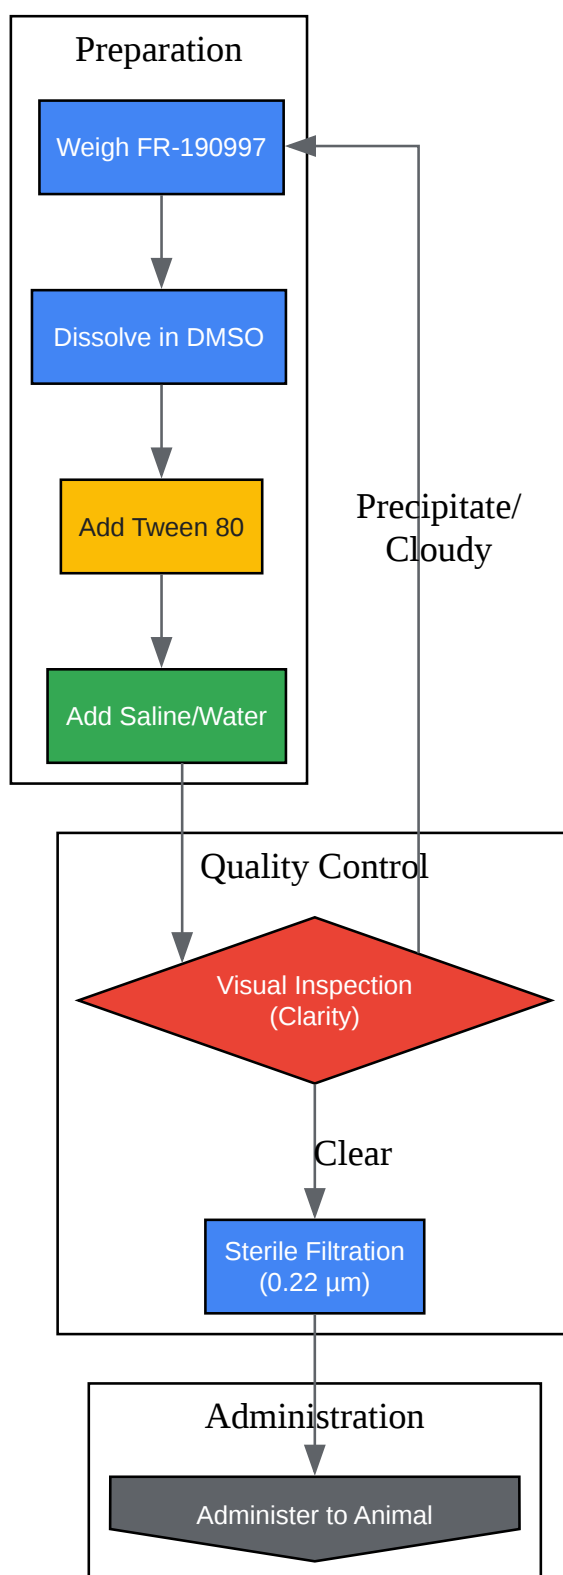 Preparation
Weigh FR-190997
Dissolve in DMSO
Add Tween 80
Precipitate/
Cloudy
Add Saline/Water
Quality Control
Visual Inspection
(Clarity)
Clear
Sterile Filtration
(0.22 µm)
Administration
Administer to Animal